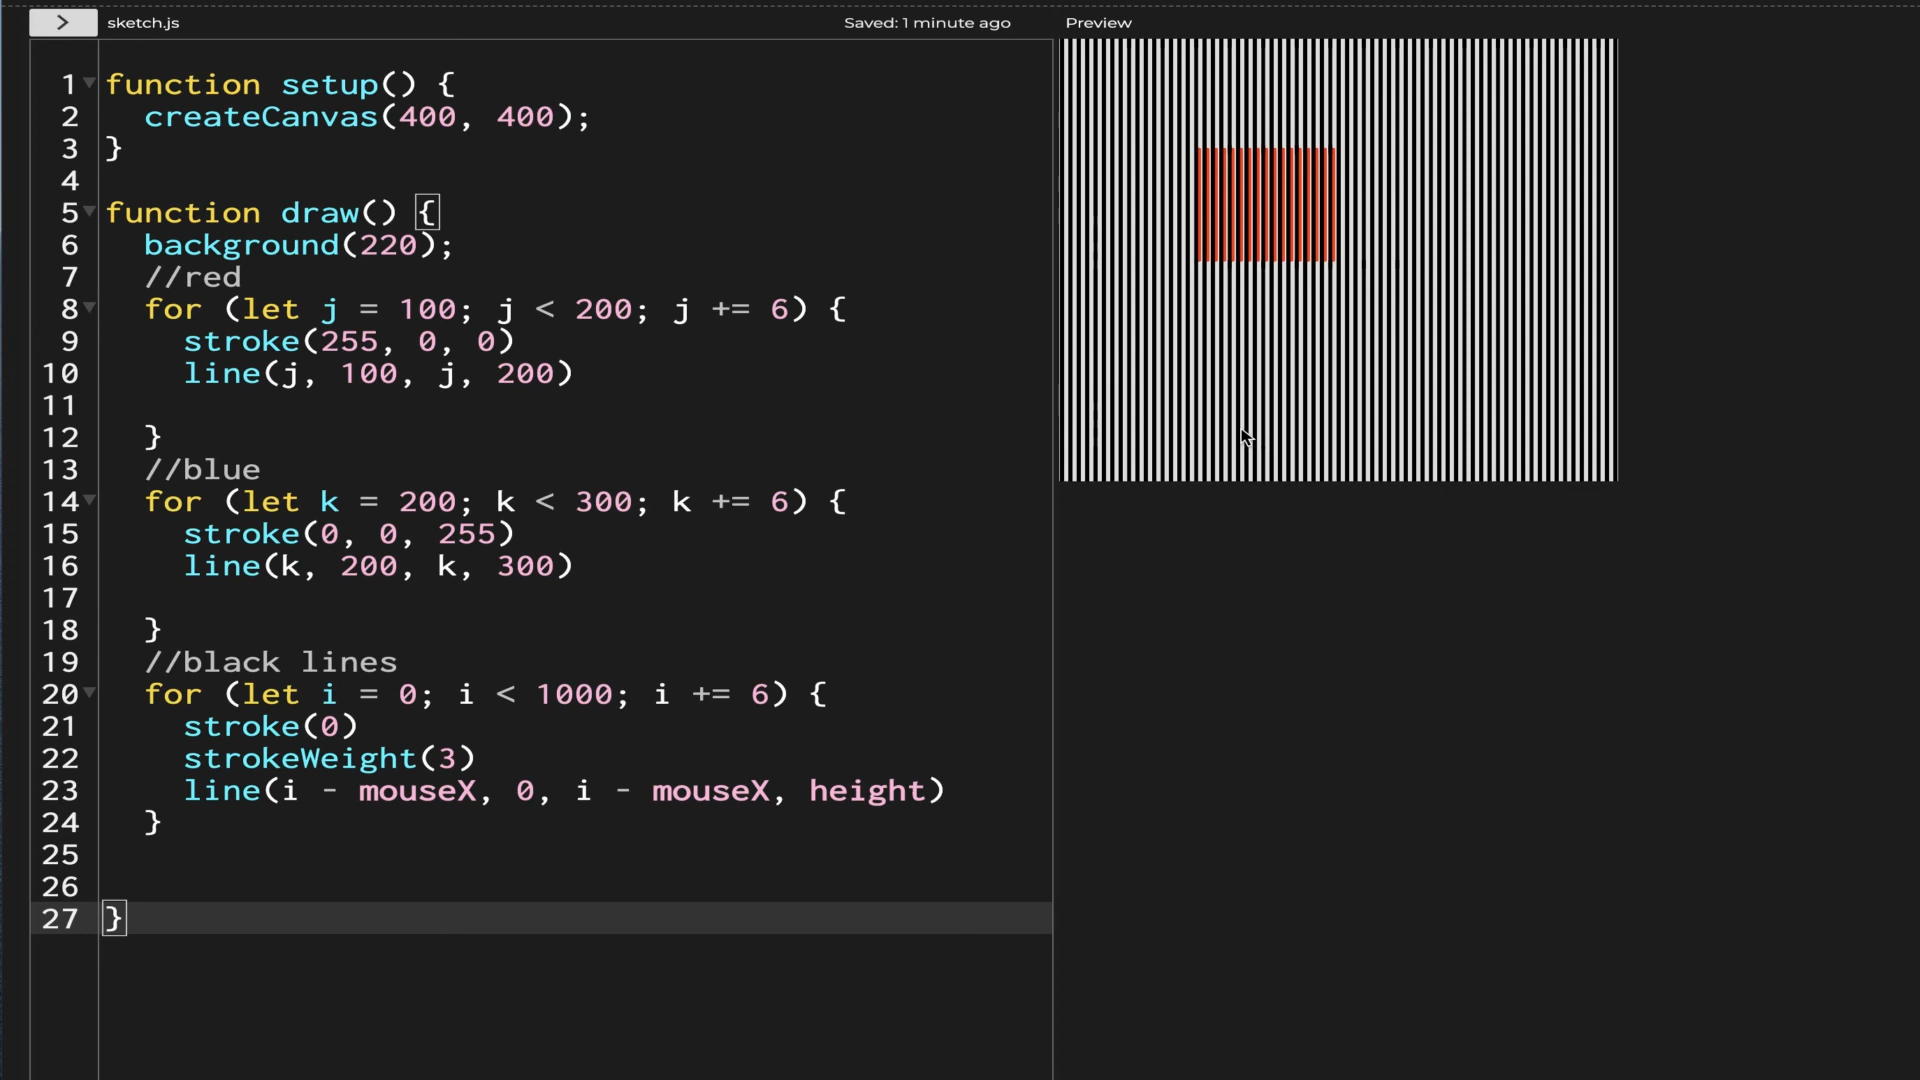 > sketch.js Saved: 1 minute ago Preview
1 function setup() {
2 createCanvas(400, 400);
3 }
4
5 function draw() {
6 background(220);
7 //red
8 for (let j = 100; j < 200; j += 6) {
9 stroke(255, 0, 0)
10 line(j, 100, j, 200)
11
12 }
13 //blue
14 for (let k = 200; k < 300; k += 6) {
15 stroke(0, 0, 255)
16 line(k, 200, k, 300)
17
18 }
19 //black lines
20 for (let i = 0; i < 1000; i += 6) {
21 stroke(0)
22 strokeWeight(3)
23 line(i - mouseX, 0, i - mouseX, height)
24 }
25
26
27 }